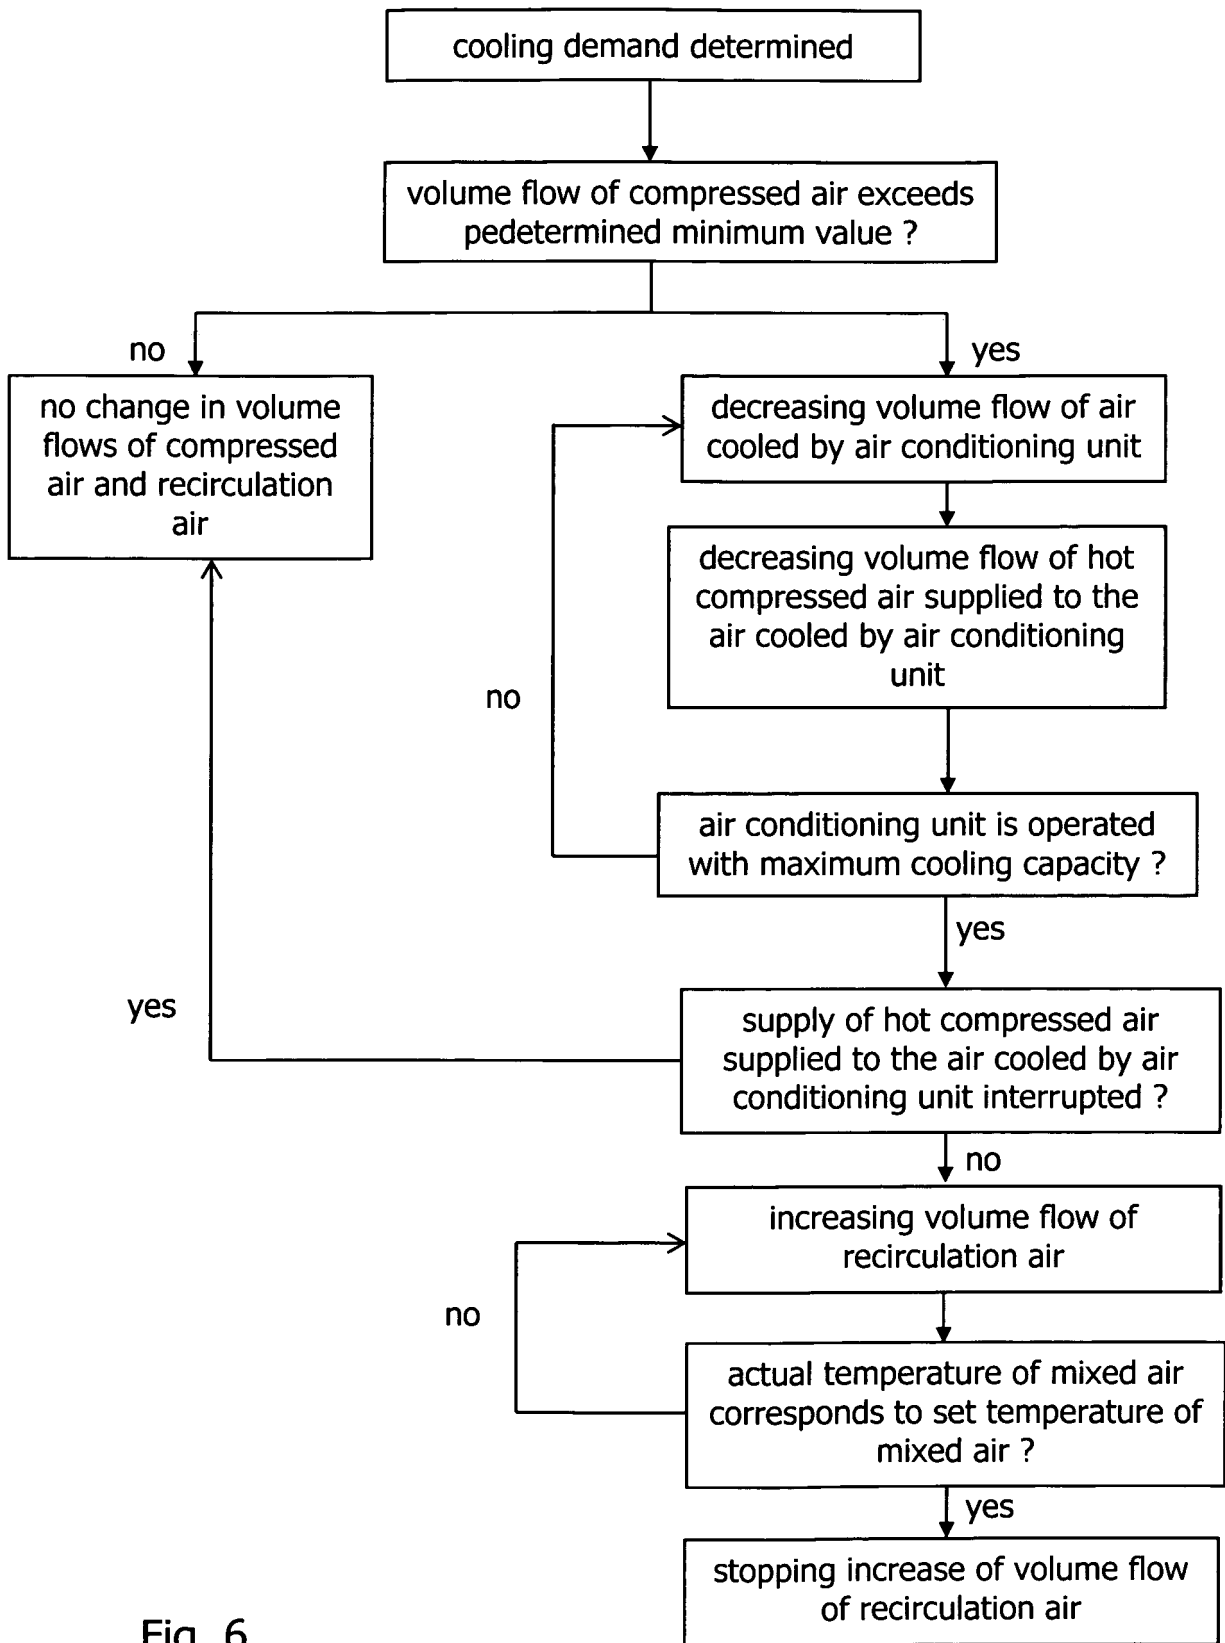 cooling demand determined
volume flow of compressed air exceeds
pedetermined minimum value ?
no
yes
no change in volume
flows of compressed
air and recirculation
air
decreasing volume flow of air
cooled by air conditioning unit
decreasing volume flow of hot
compressed air supplied to the
air cooled by air conditioning
unit
no
air conditioning unit is operated
with maximum cooling capacity ?
yes
yes
supply of hot compressed air
supplied to the air cooled by air
conditioning unit interrupted ?
no
increasing volume flow of
recirculation air
no
actual temperature of mixed air
corresponds to set temperature of
mixed air ?
yes
stopping increase of volume flow
of recirculation air
Fig. 6